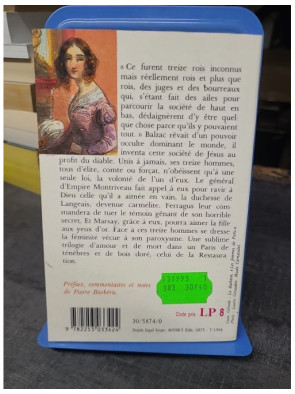 « Ce furent treize rois inconnus
mais réellement rois et plus que
rois, des juges et des bourreaux
qui, s'étant fait des ailes pour
parcourir la société de haut en
bas, dédaignèrent d'y être quel-
que chose parce qu'ils y pouvaient
tout » Balzac rêvait d'un pouvoir
occulte dominant le monde, il
inventa cette société de Jésus au
profit du diable. Unis à jamais, ses treize hommes,
tous d'élite, comte ou forçat, n'obéissent qu'à une
seule loi, la volonté de l'un d'eux. Le général
d'Empire Montriveau fait appel à eux pour ravir à
Dieu celle qu'il a aimée en vain, la duchesse de
Langeais, devenue carmélite. Ferragus leur com-
mandera de tuer le témoin gênant de son horrible
secret. Et Marsay, grâce à eux, pourra aimer la fille
aux yeux d'or. Face à ces treize hommes se dresse
la féminité vécue à son paroxysme. Une sublime
trilogie d'amour et de mort dans un Paris de
ténèbres et de bois doré, celui de la Restaura
tion.
Préface, commentaires et notes
de Pierre Barbéris.
Code prix LP 8
30/5874/0
9 782253 033424